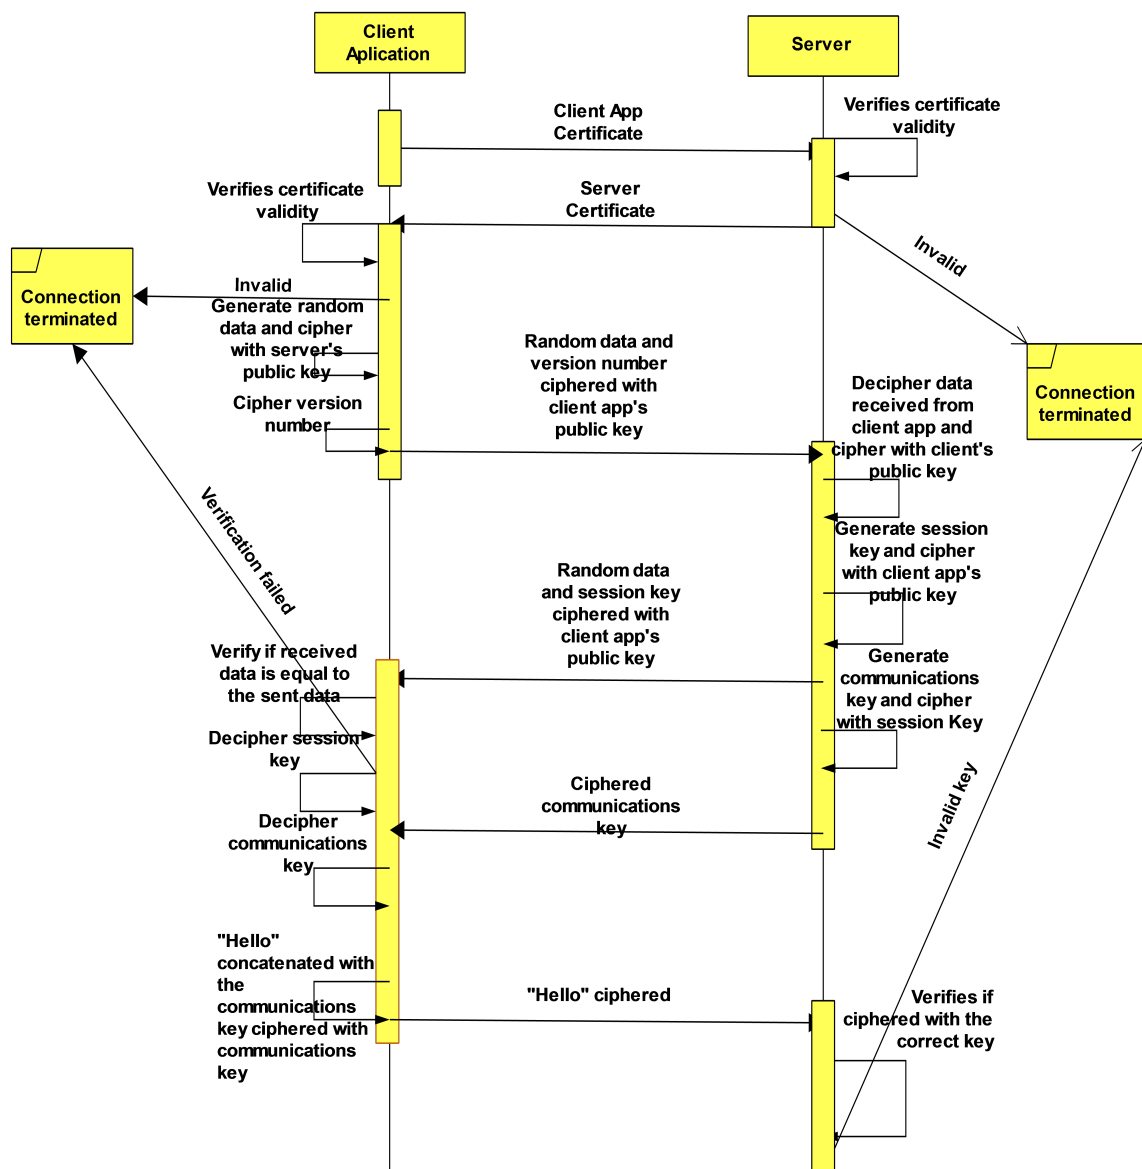 Client
Aplication
Server
Client App
Certificate
Verifies certificate
validity
Verifies certificate
validity
Server
Certificate
Invalid
Connection
terminated
Invalid
Generate random
data and cipher
with server's
public key
Random data and
version number
ciphered with
client app's
public key
Cipher version
number
Decipher data
received from
client app and
cipher with client's
public key
Connection
terminated
Verification failed
Generate session
key and cipher
with client app's
public key
Random data
and session key
ciphered with
client app's
public key
Verify if received
data is equal to
the sent data
Generate
communications
key and cipher
with session Key
Decipher session
key
Ciphered
communications
key
Invalid key
Decipher
communications
key
"Hello"
concatenated with
the
communications
key ciphered with
communications
key
"Hello" ciphered
Verifies if
ciphered with the
correct key